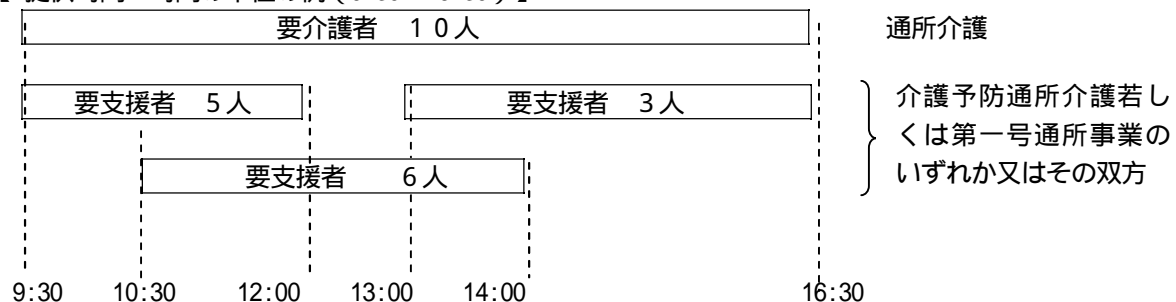 要介護者 10人
通所介護
要支援者 5人
要支援者 3人
介護予防通所介護若し
くは第一号通所事業の
いずれか又はその双方
要支援者 6人
9:30 10:30 12:00 13:00 14:00 16:30